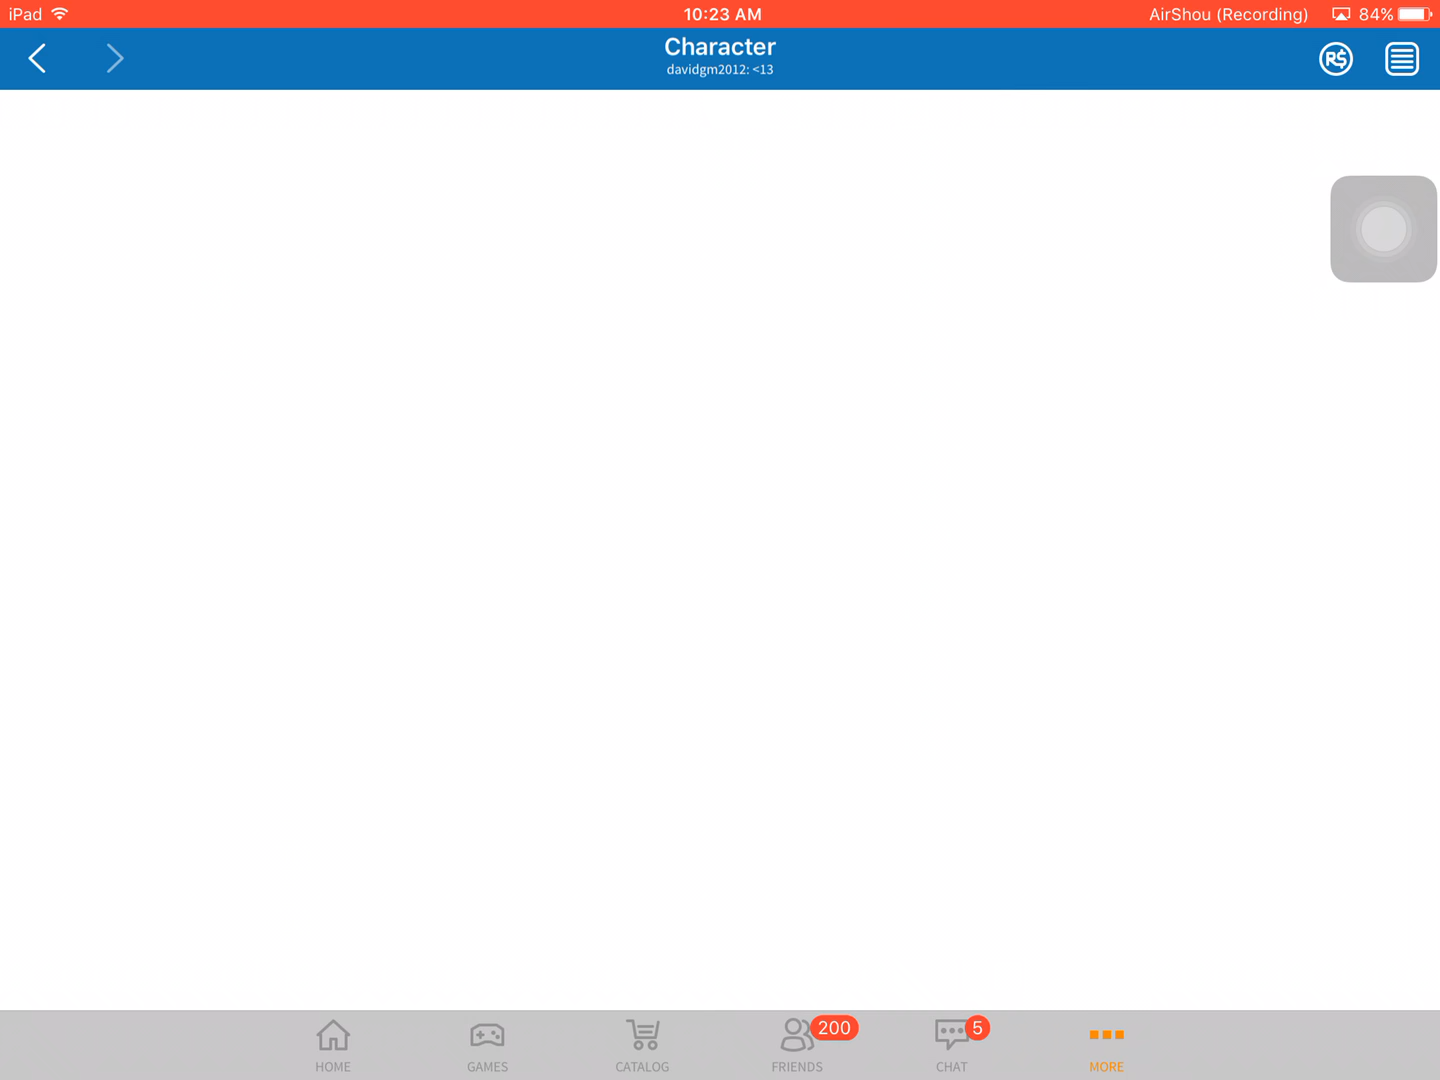 iPad 10:23 AM AirShou (Recording) 84%
Character
davidgm2012: <13
R$
200 5
HOME GAMES CATALOG FRIENDS CHAT MORE